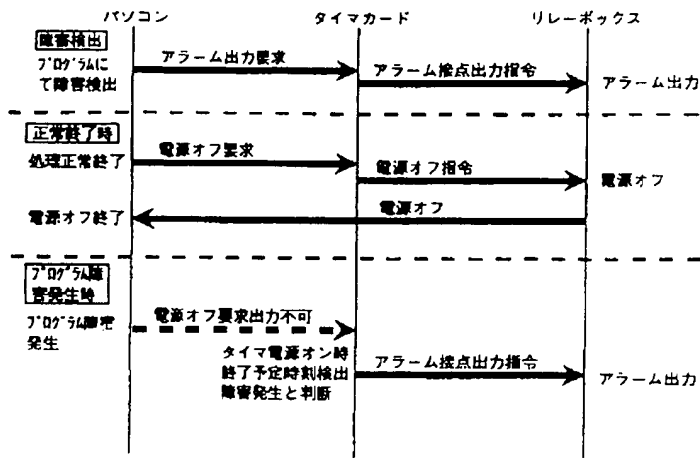 パソコン
タイマカード
リレーボックス
障害検出
プログラムに
て障害検出
アラーム出力要求
アラーム接点出力指令
アラーム出力
正常終了時
処理正常終了
電源オフ要求
電源オフ指令
電源オフ
電源オフ
電源オフ終了
プログラム障
害発生時
プログラム障害
発生
電源オフ要求出力不可
タイマ電源オン時
終了予定時刻検出
障害発生と判断
アラーム接点出力指令
アラーム出力